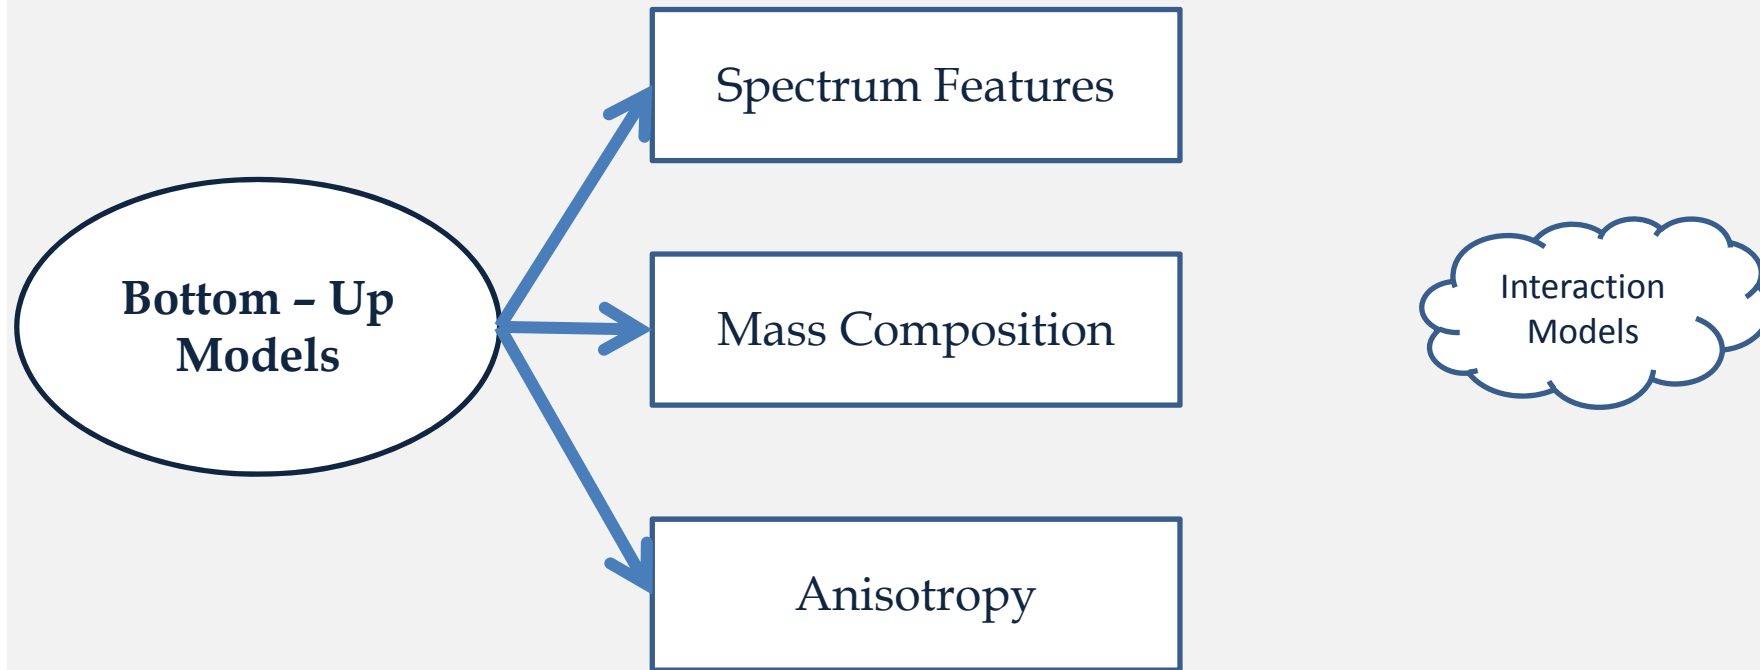 Spectrum Features
Bottom – Up
Models
Mass Composition
Interaction
Models
Anisotropy